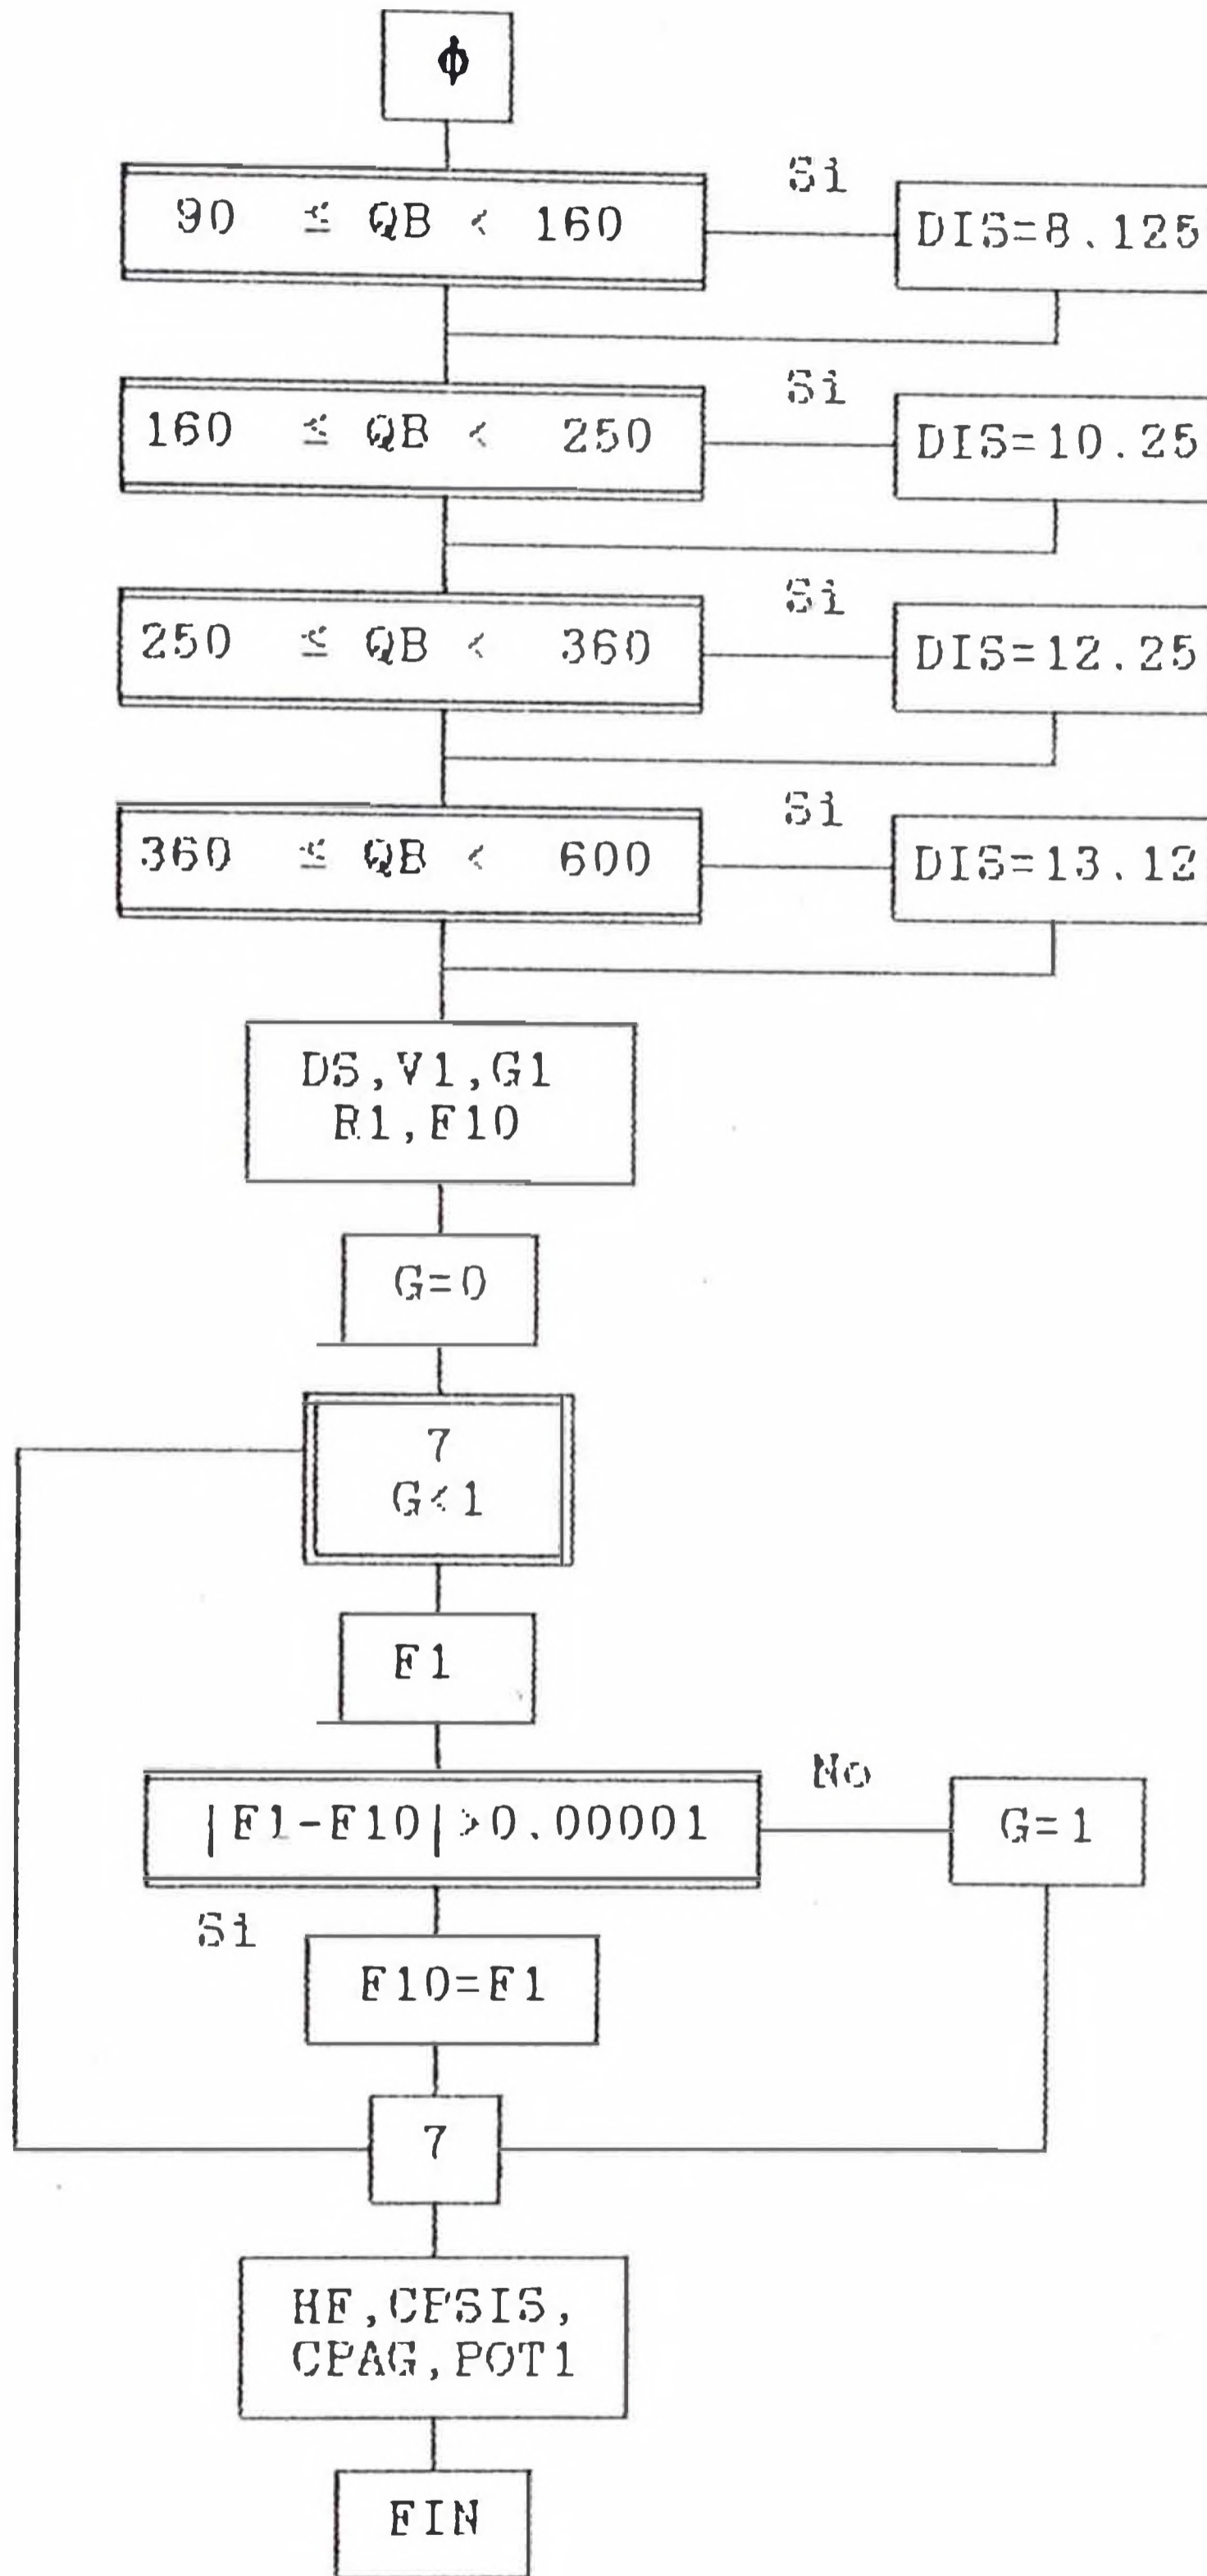 ϕ
Si
90 ≤ QB < 160
DIS=8.125
Si
160 ≤ QB < 250
DIS=10.25
Si
250 ≤ QB < 360
DIS=12.25
Si
360 ≤ QB < 600
DIS=13.12
DS,V1,G1
R1,F10
G=0
7
G<1
F1
No
|F1-F10|>0.00001
G=1
Si
F10=F1
7
HF,CPSIS,
CPAG,POT1
FIN